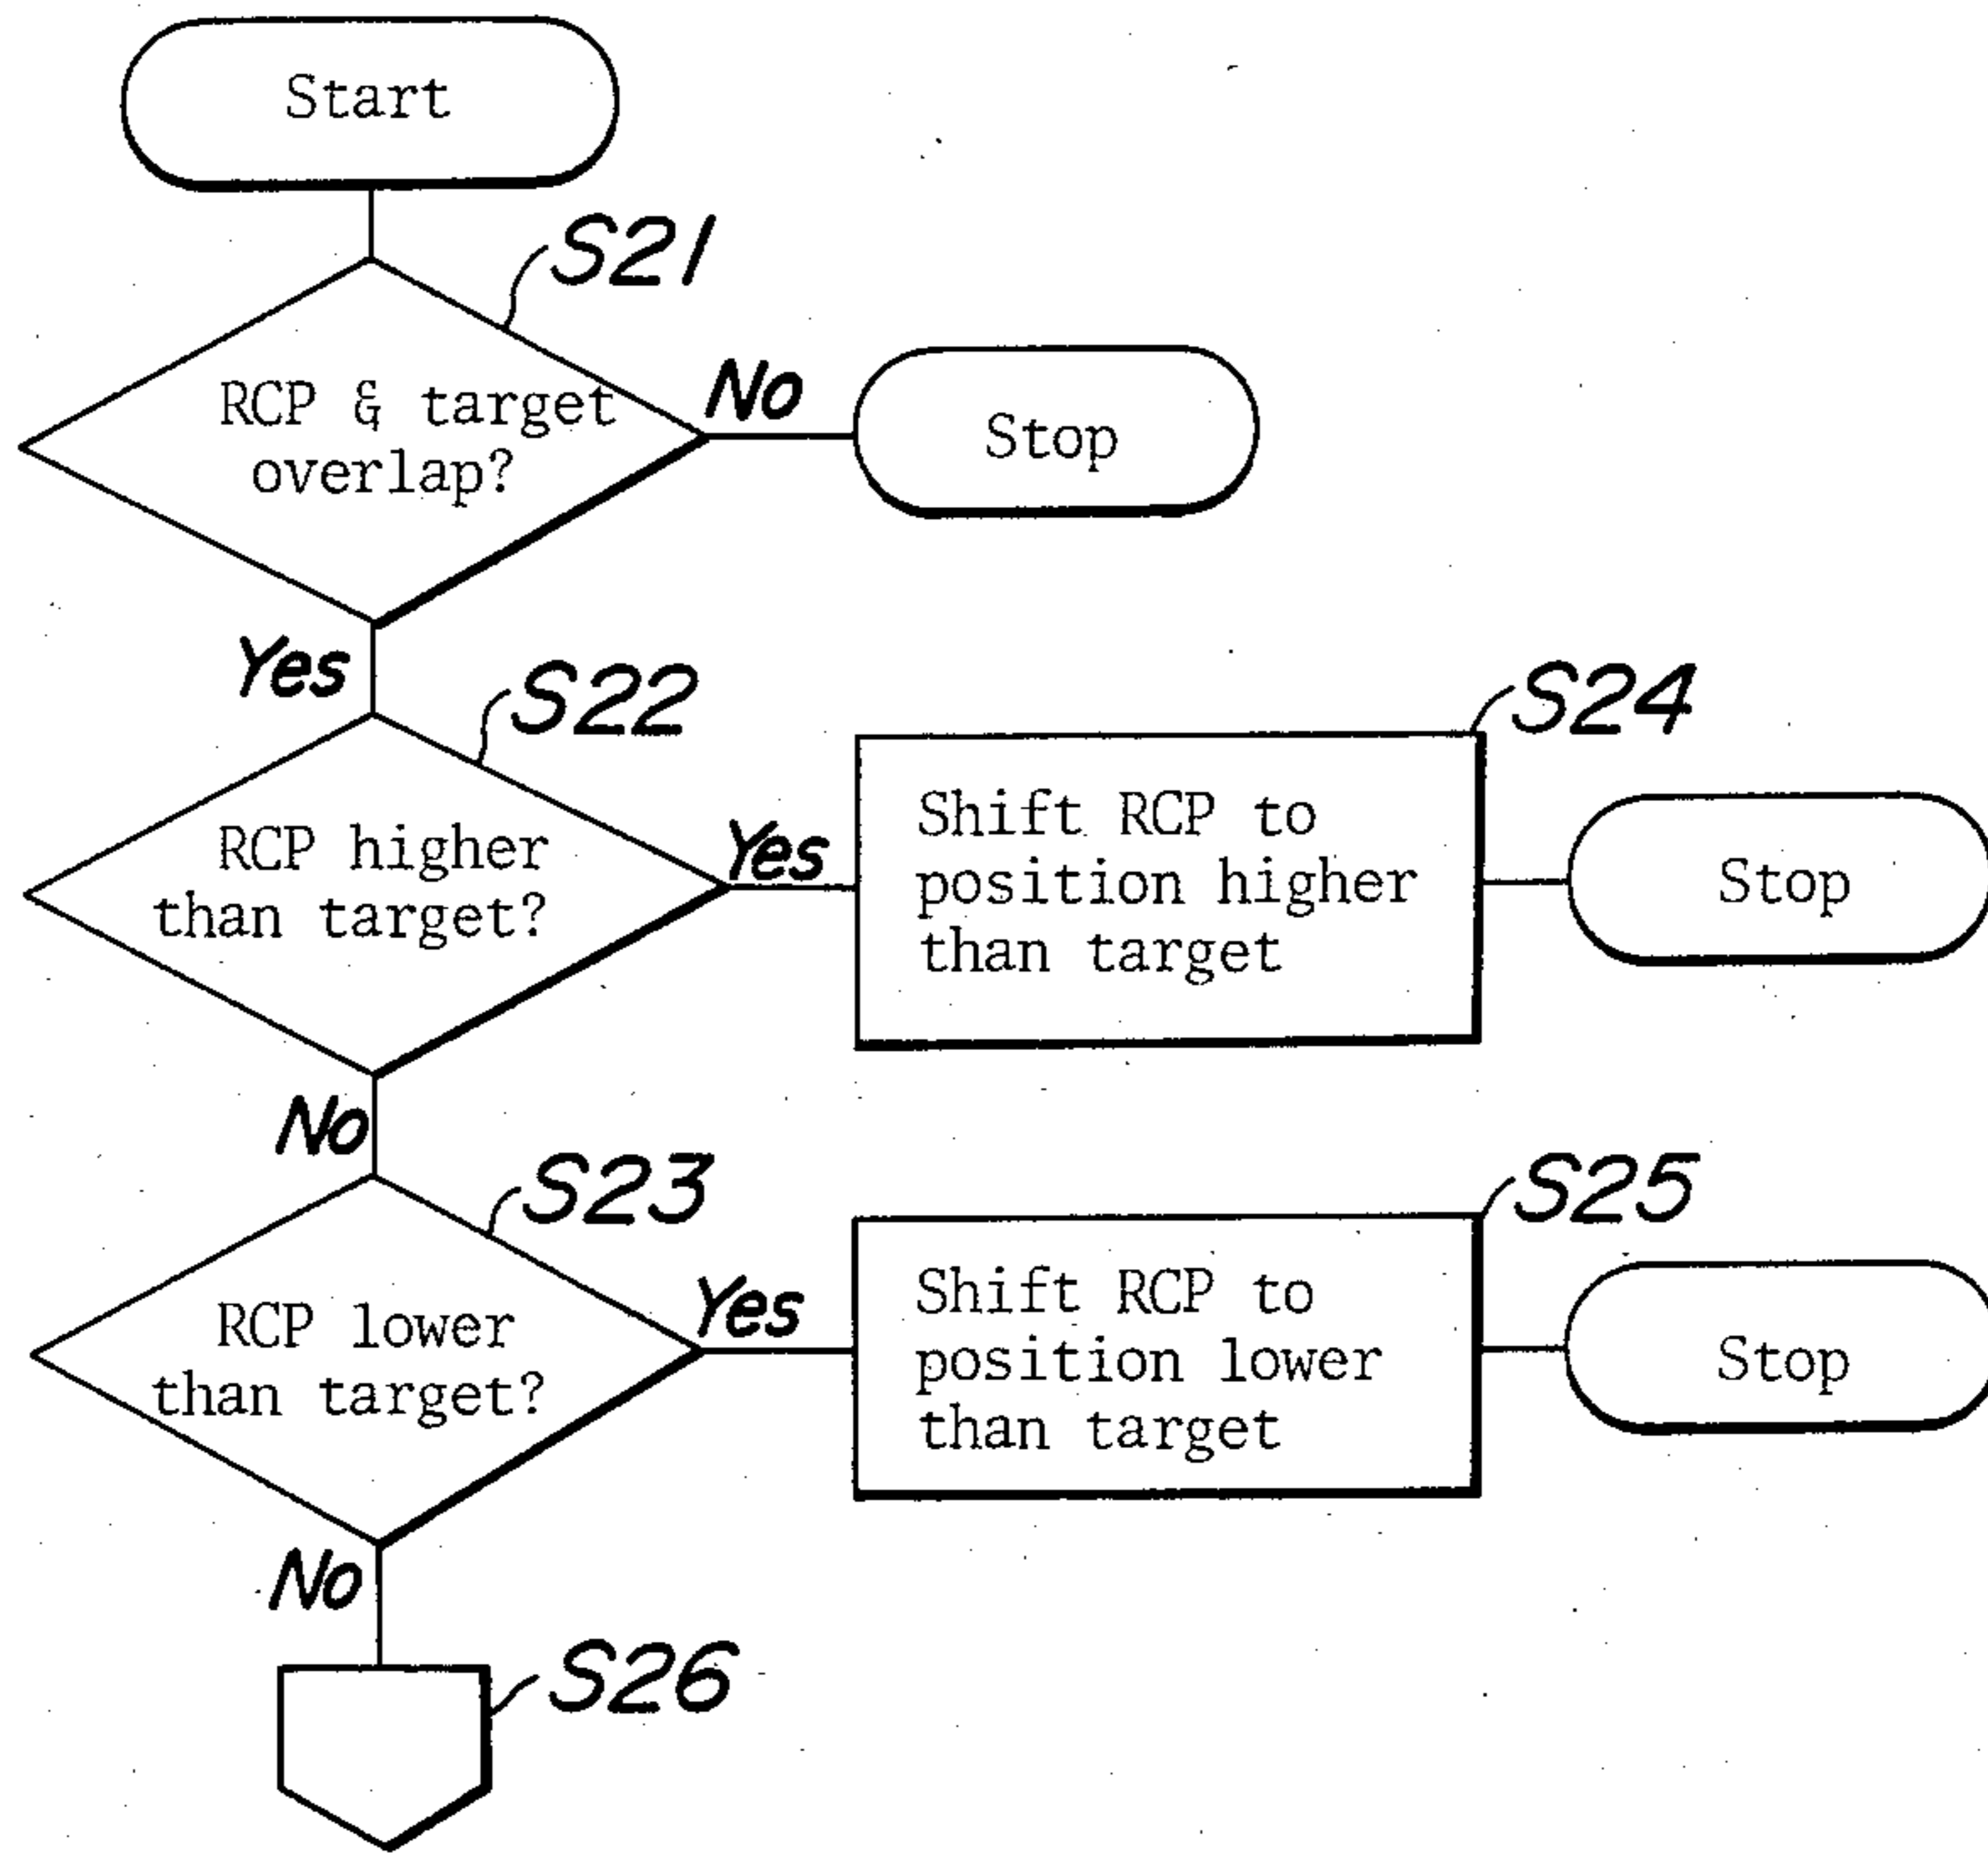 Start
S21
RCP & target
overlap?
No
Stop
Yes
S22
RCP higher
than target?
Yes
S24
Shift RCP to
position higher
than target
Stop
No
S23
RCP lower
than target?
Yes
S25
Shift RCP to
position lower
than target
Stop
No
S26